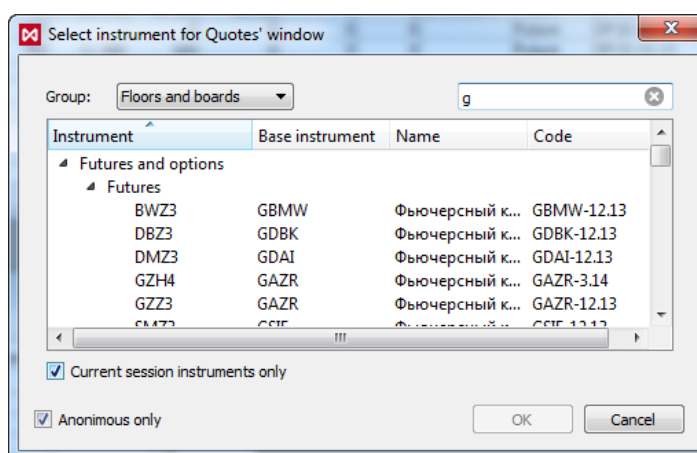 Select instrument for Quotes' window
Group: Floors and boards g
Instrument Base instrument Name Code
Futures and options
Futures
BWZ3 GBMW Фьючерсный к... GBMW-12.13
DBZ3 GDBK Фьючерсный к... GDBK-12.13
DMZ3 GDAI Фьючерсный к... GDAI-12.13
GZH4 GAZR Фьючерсный к... GAZR-3.14
GZZ3 GAZR Фьючерсный к... GAZR-12.13
Current session instruments only
Anonimous only OK Cancel